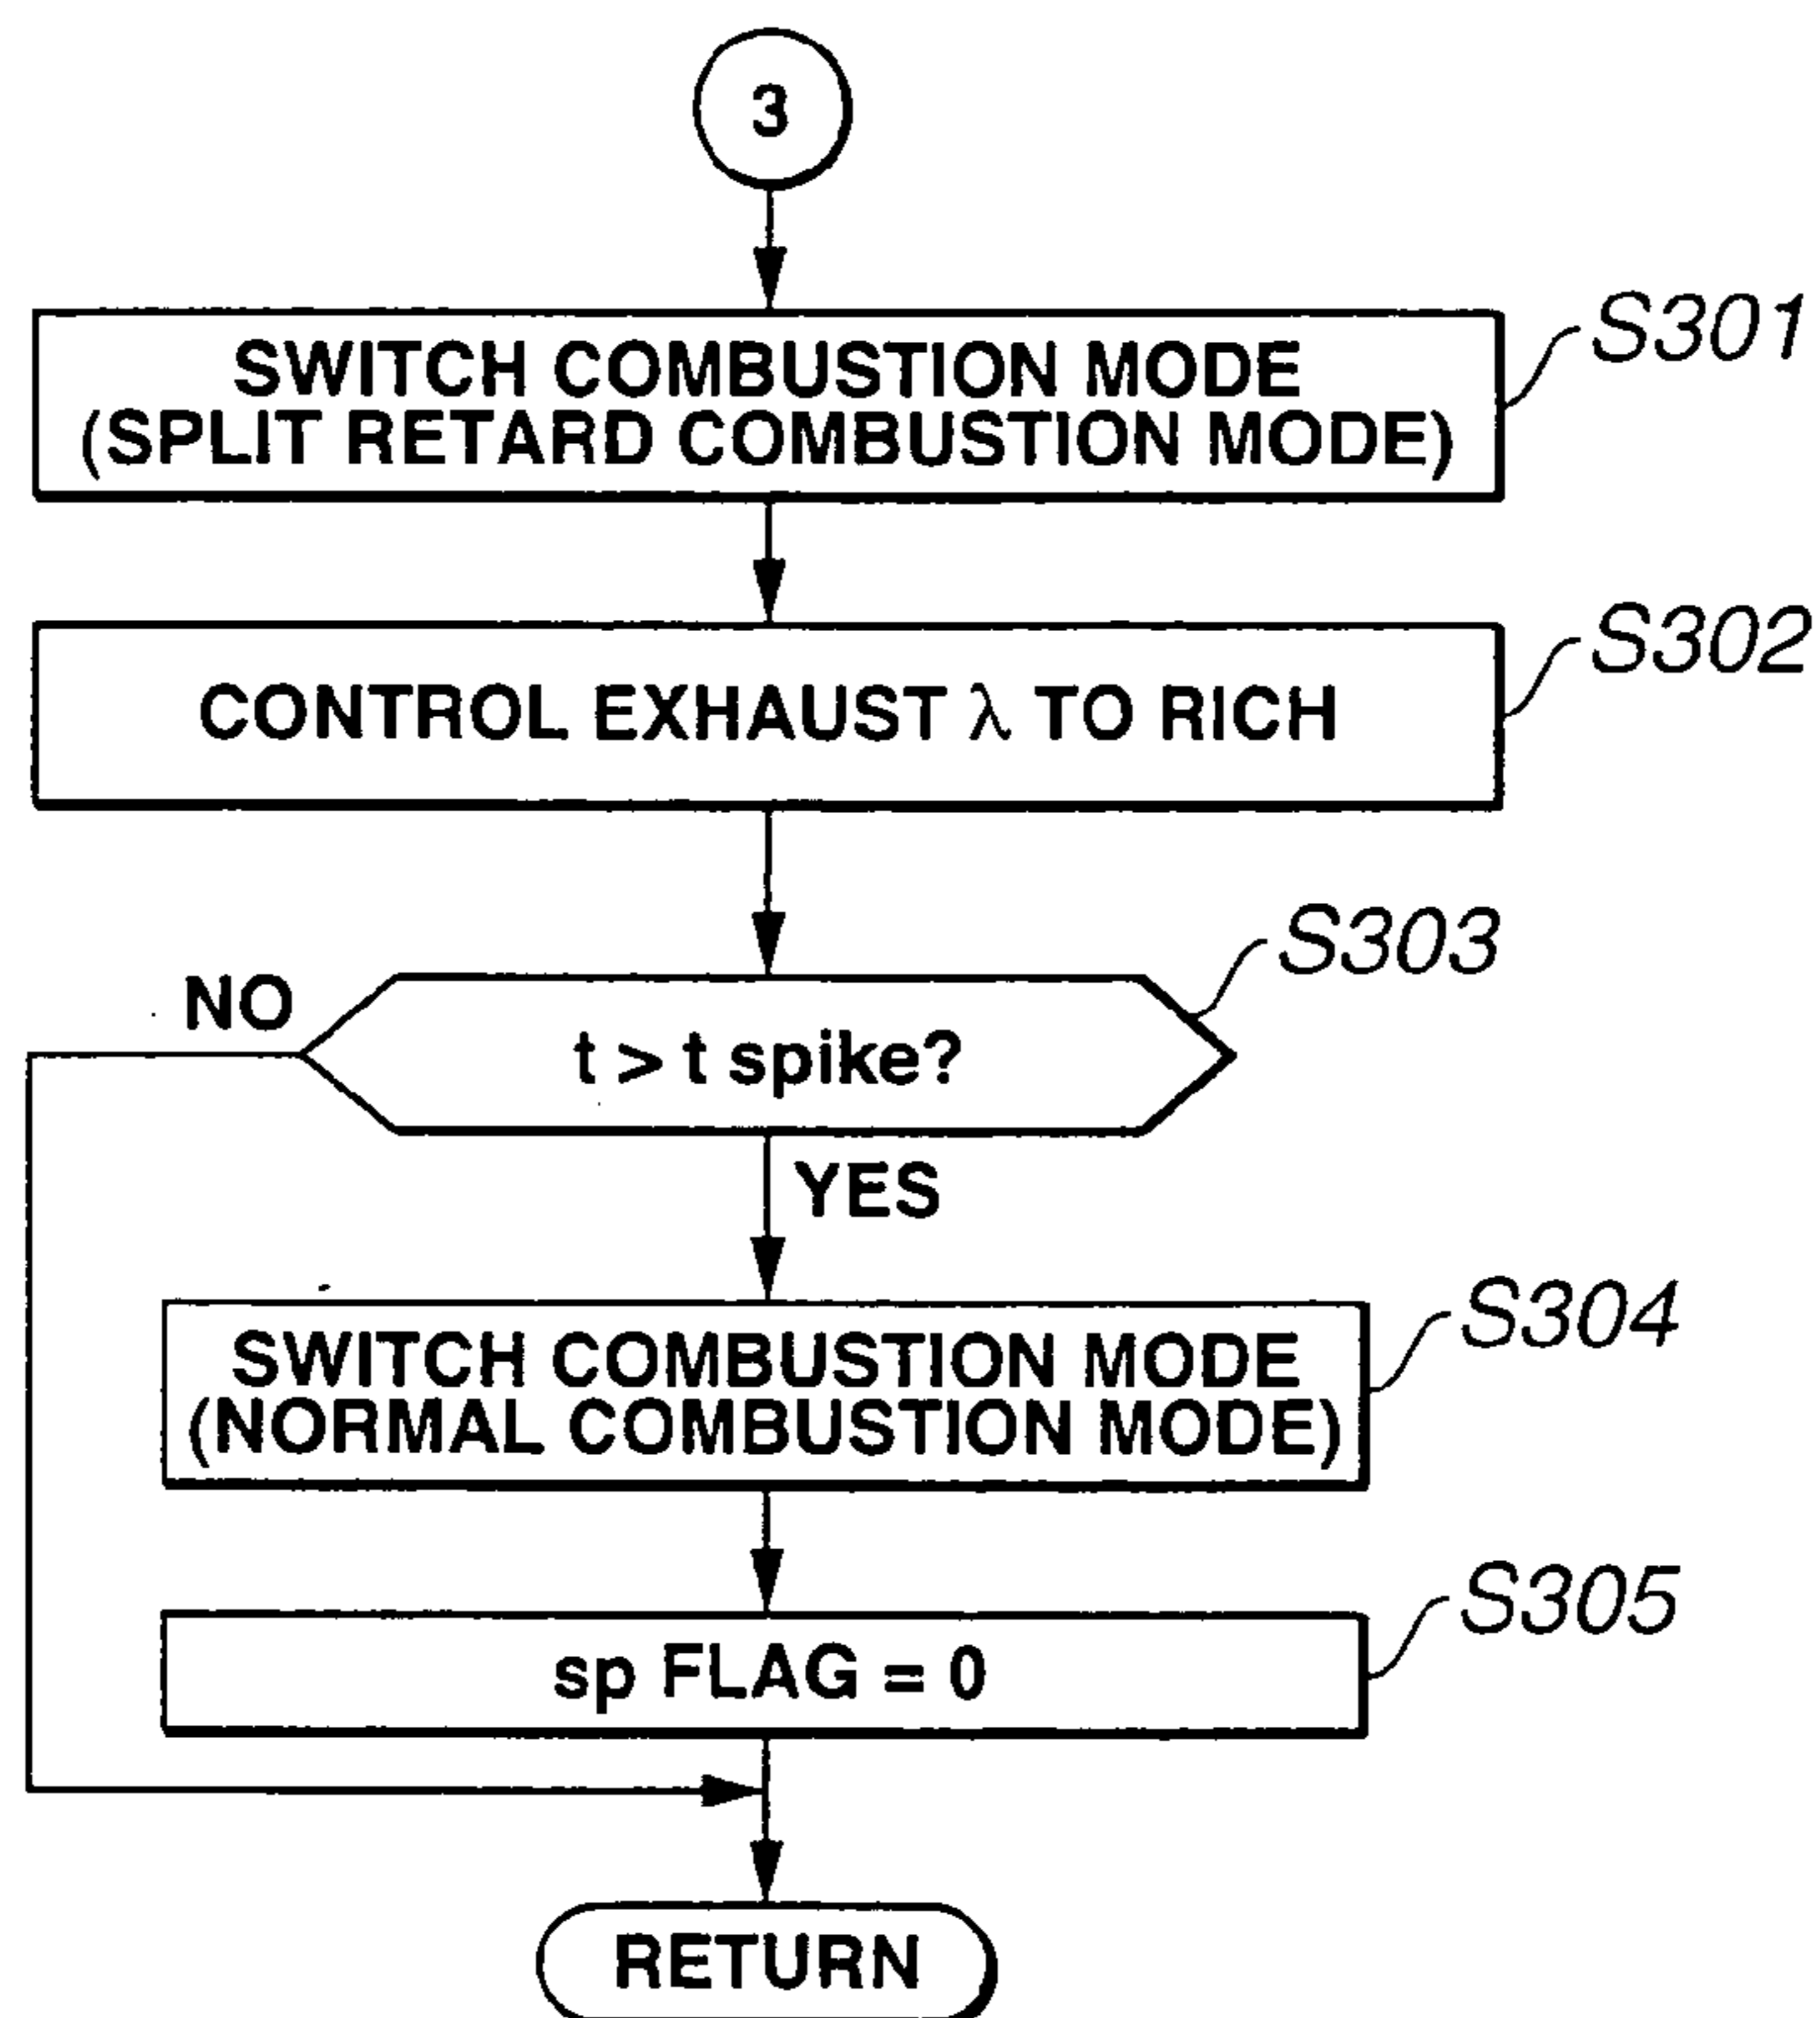 3
SWITCH COMBUSTION MODE
(SPLIT RETARD COMBUSTION MODE)
S301
CONTROL EXHAUST λ TO RICH
S302
t > t spike?
S303
NO
YES
SWITCH COMBUSTION MODE
(NORMAL COMBUSTION MODE)
S304
sp FLAG = 0
S305
RETURN